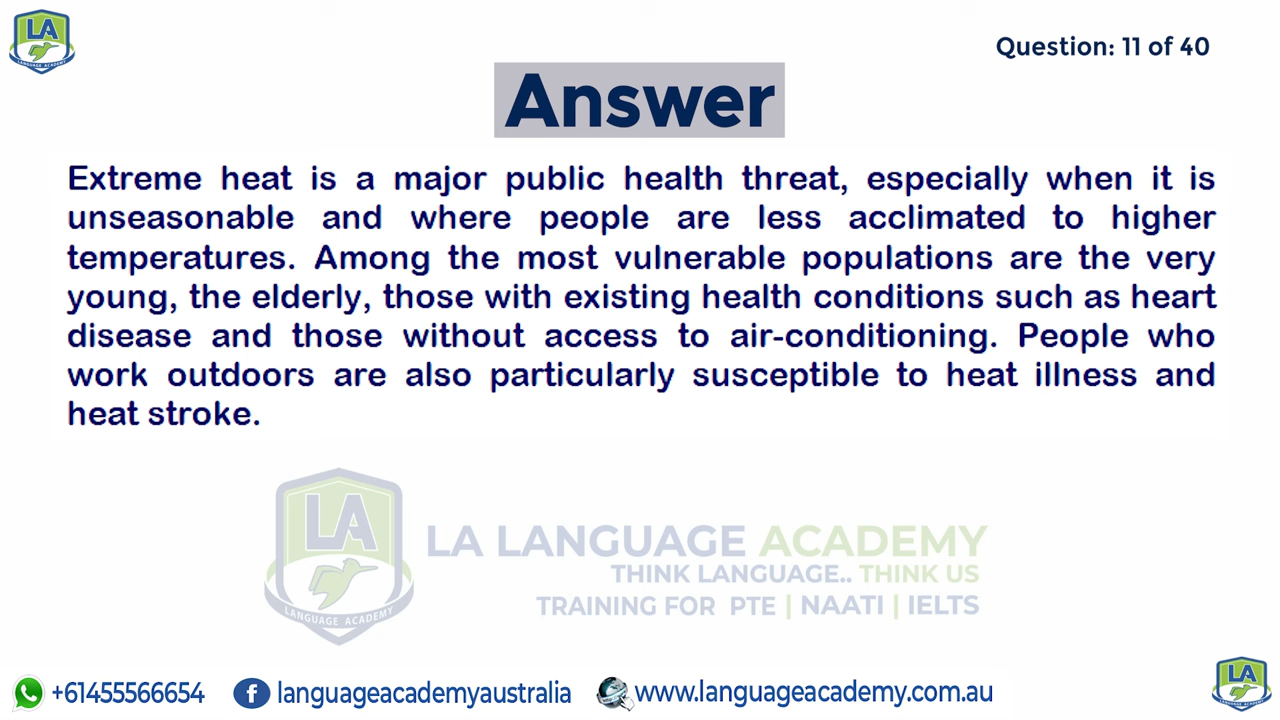 LA
LANGUAGE ACADEMY
Question: 11 of 40
Answer
Extreme heat is a major public health threat, especially when it is
unseasonable and where people are less acclimated to higher
temperatures. Among the most vulnerable populations are the very
young, the elderly, those with existing health conditions such as heart
disease and those without access to air-conditioning. People who
work outdoors are also particularly susceptible to heat illness and
heat stroke.
LA
LANGUAGE ACADEMY
LA LANGUAGE ACADEMY
THINK LANGUAGE.. THINK US
TRAINING FOR PTE | NAATI | IELTS
+61455566654 languageacademyaustralia www.languageacademy.com.au
LA
LANGUAGE ACADEMY